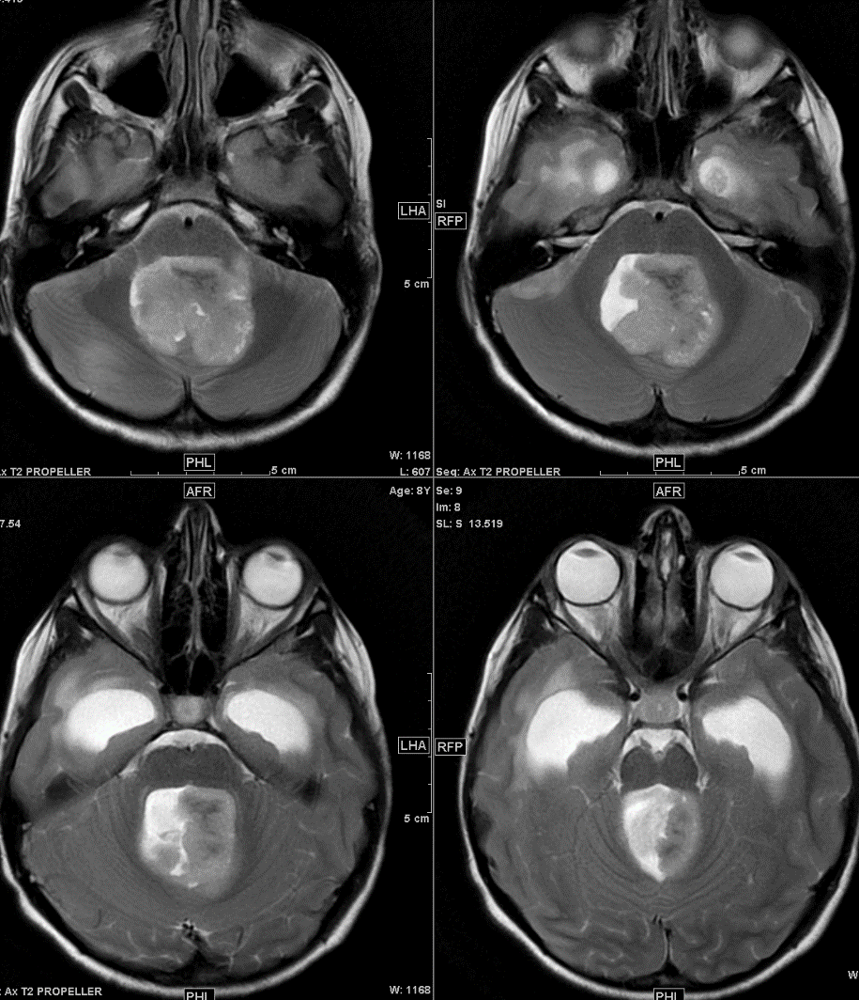 LHA
5 cm
PHL
5 cm
W: 1168
L: 607
Ax T2 PROPELLER
SI
RFP
PHL
5 cm
Seq: Ax T2 PROPELLER
AFR
Age: 8Y
7.54
LHA
5 cm
Ax T2 PROPELLER
PHL
W: 1168
AFR
Se: 9
Im: 8
SL: S 13.519
RFP
PHL
W